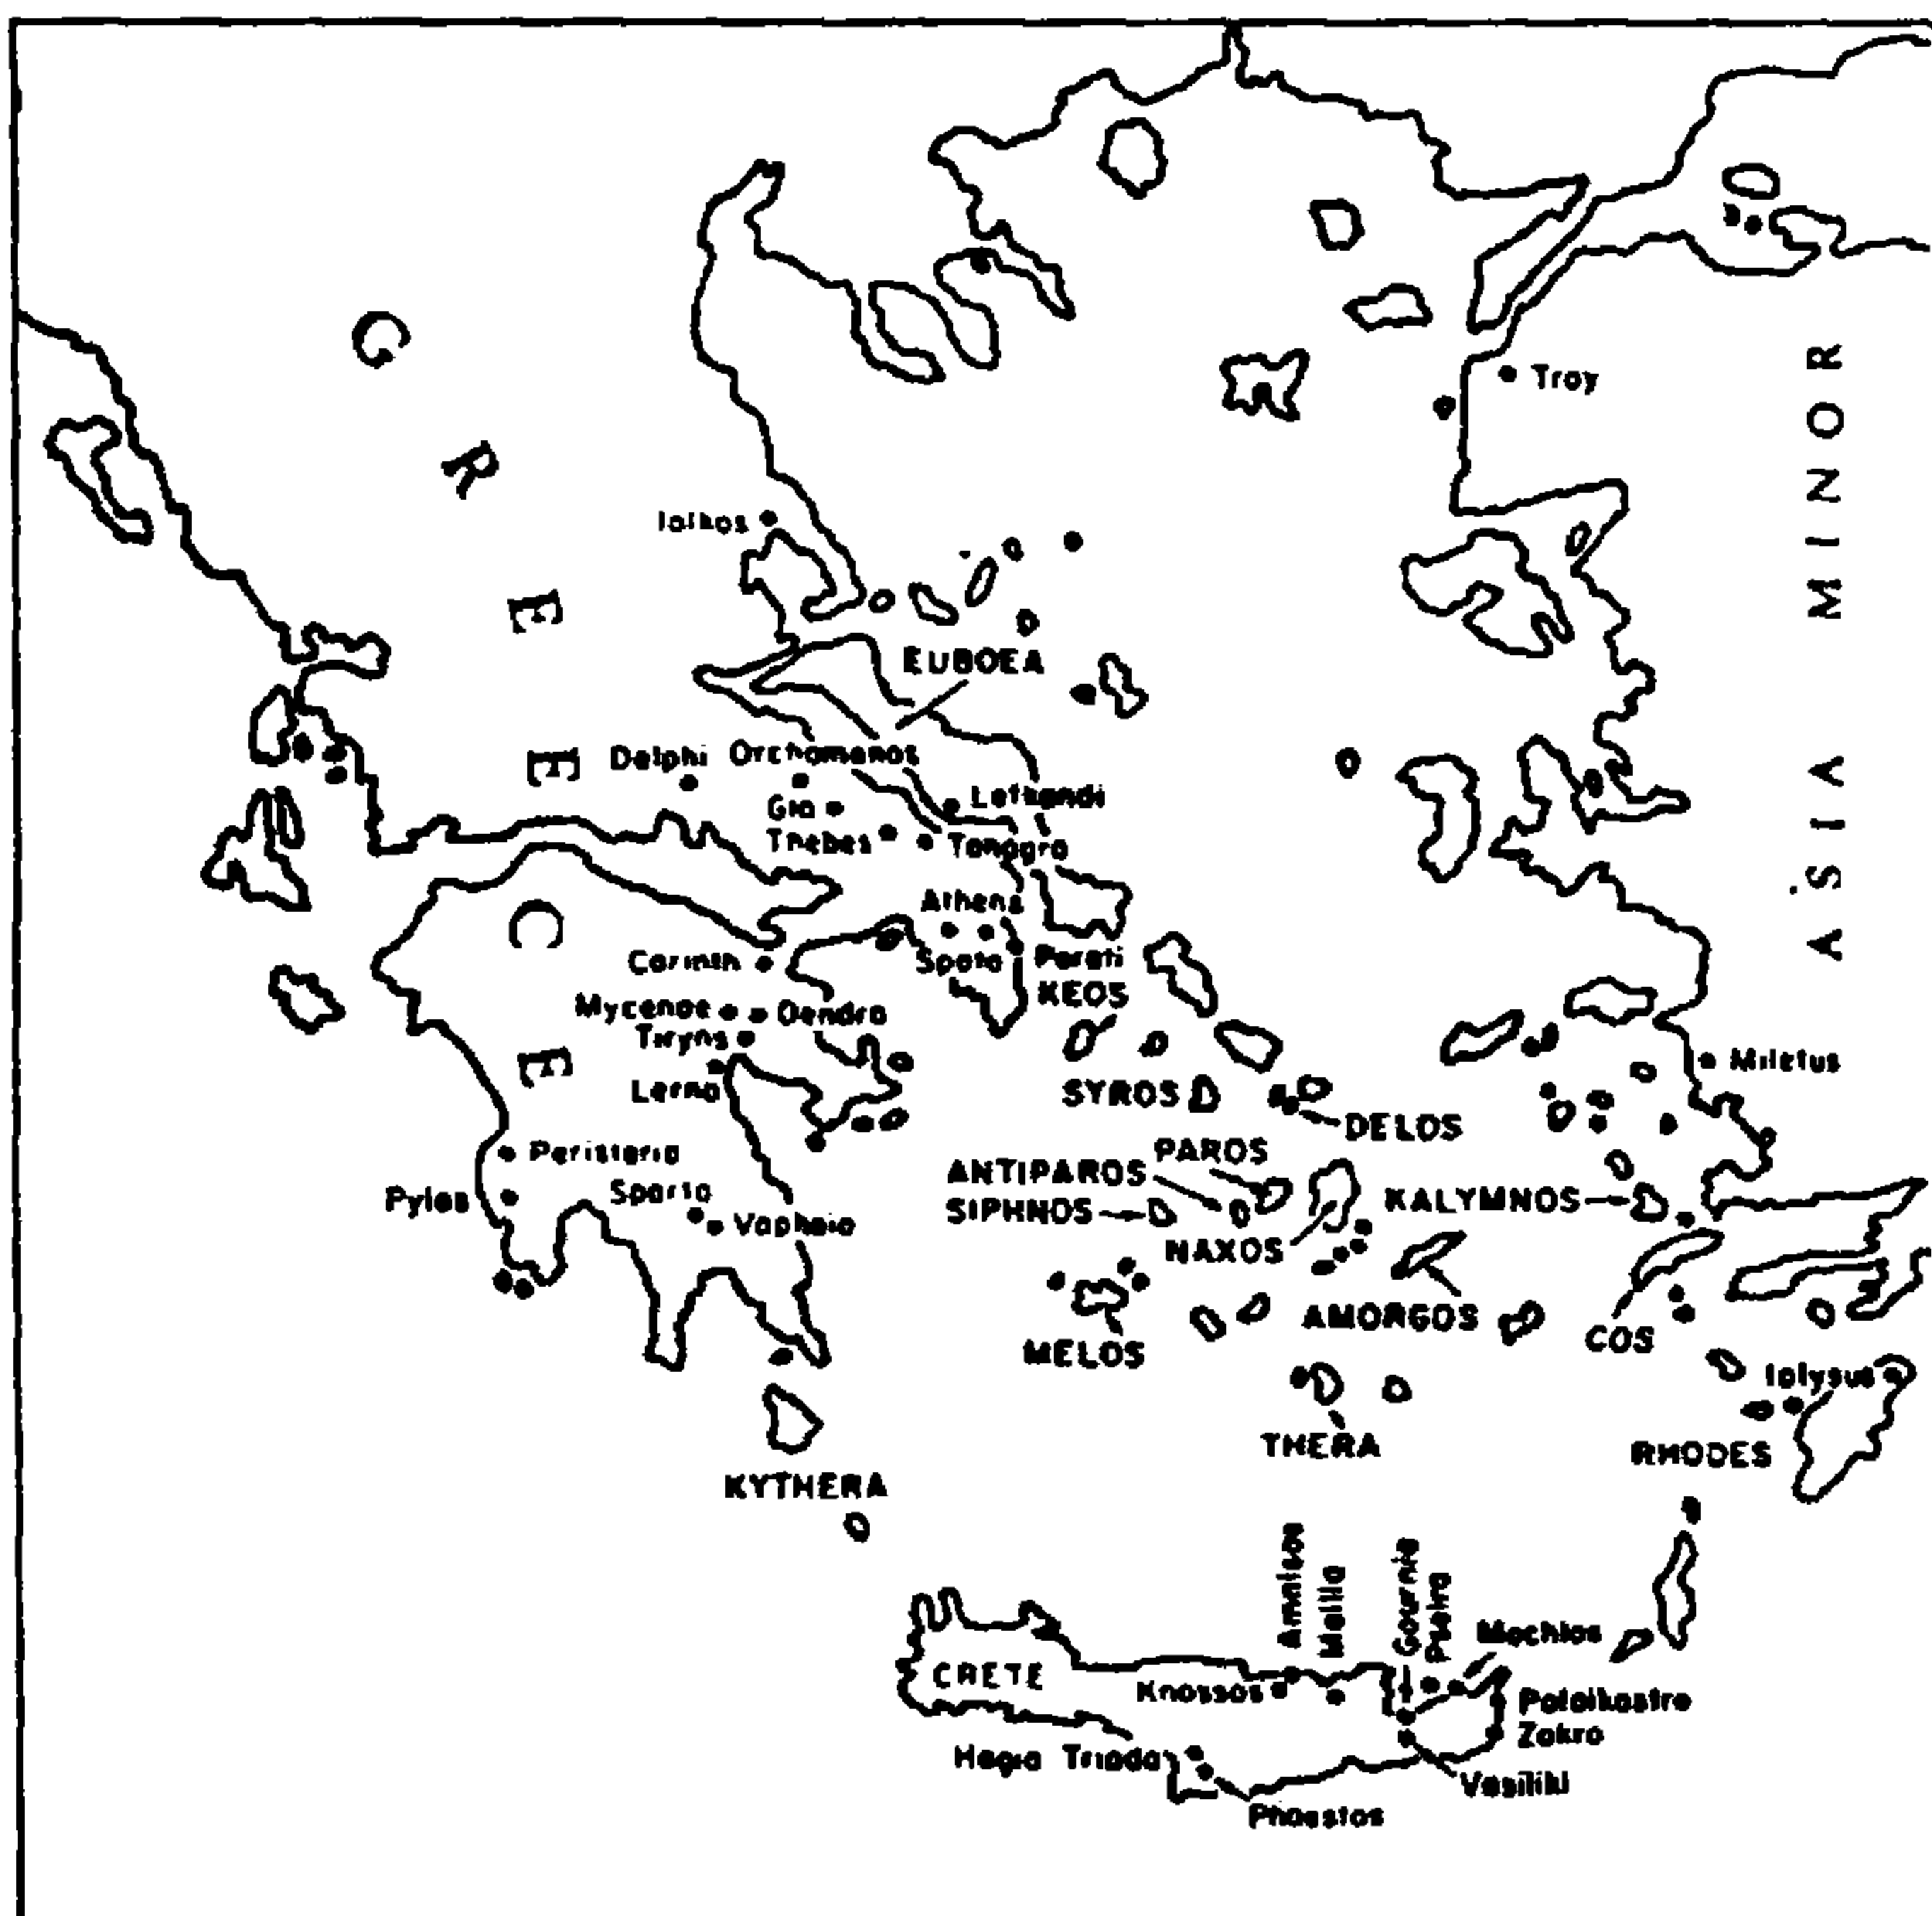 GREECE
ASIA MINOR
Troy
Iolkos
EUBOEA
Delphi
Orchomenos
Gla
Lefkandi
Thebes
Tanagra
Athens
Spata
Perati
Corinth
KEOS
Mycenae
Dendra
Tiryns
Lerna
SYROS
DELOS
Miletus
Peristeria
PAROS
ANTIPAROS
Pylos
Sparta
SIPHNOS
KALYMNOS
Vapheio
NAXOS
AMORGOS
COS
MELOS
Ialysus
THERA
RHODES
KYTHERA
Amnisos
Mallia
Gournia
Mochlos
CRETE
Knossos
Palaikastro
Zakro
Hagia Triada
Vasiliki
Phaestos